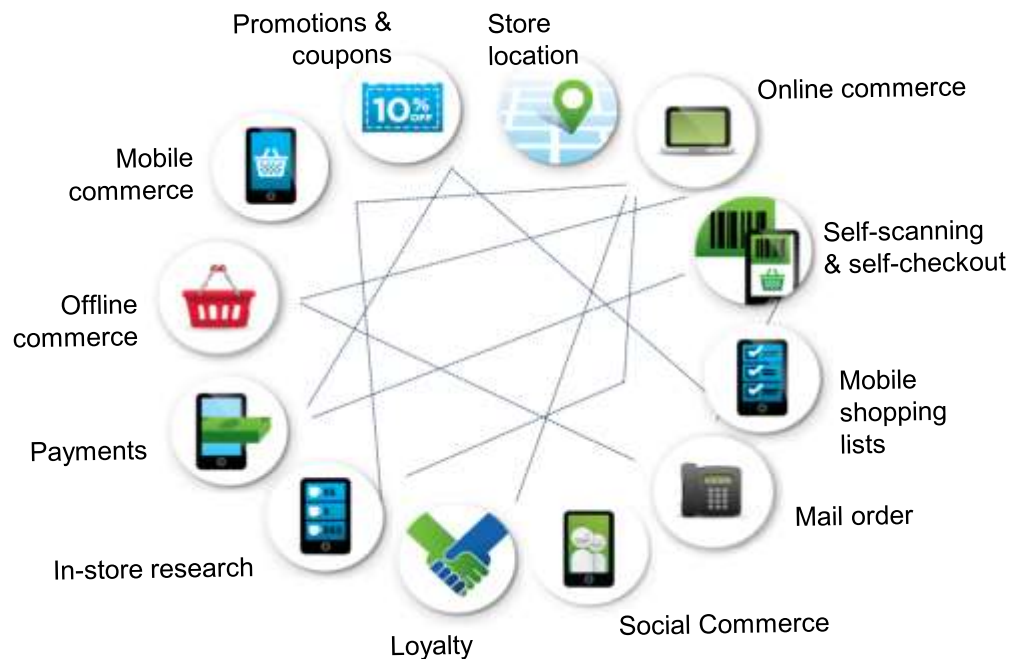 Promotions &
coupons
Store
location
Online commerce
10%
OFF
Mobile
commerce
Self-scanning
& self-checkout
Offline
commerce
Mobile
shopping
lists
Payments
Mail order
In-store research
Social Commerce
Loyalty